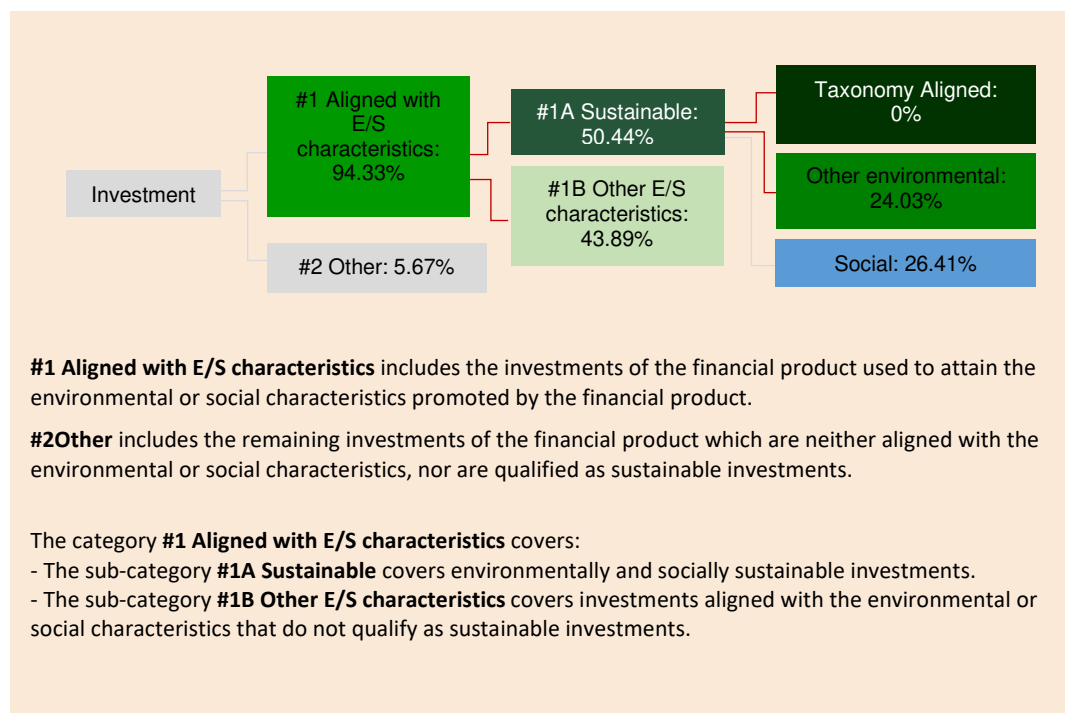 Investment
#1 Aligned with
E/S
characteristics:
94.33%
#2 Other: 5.67%
#1A Sustainable:
50.44%
#1B Other E/S
characteristics:
43.89%
Taxonomy Aligned:
0%
Other environmental:
24.03%
Social: 26.41%
#1 Aligned with E/S characteristics includes the investments of the financial product used to attain the
environmental or social characteristics promoted by the financial product.
#2Other includes the remaining investments of the financial product which are neither aligned with the
environmental or social characteristics, nor are qualified as sustainable investments.
The category #1 Aligned with E/S characteristics covers:
- The sub-category #1A Sustainable covers environmentally and socially sustainable investments.
- The sub-category #1B Other E/S characteristics covers investments aligned with the environmental or
social characteristics that do not qualify as sustainable investments.